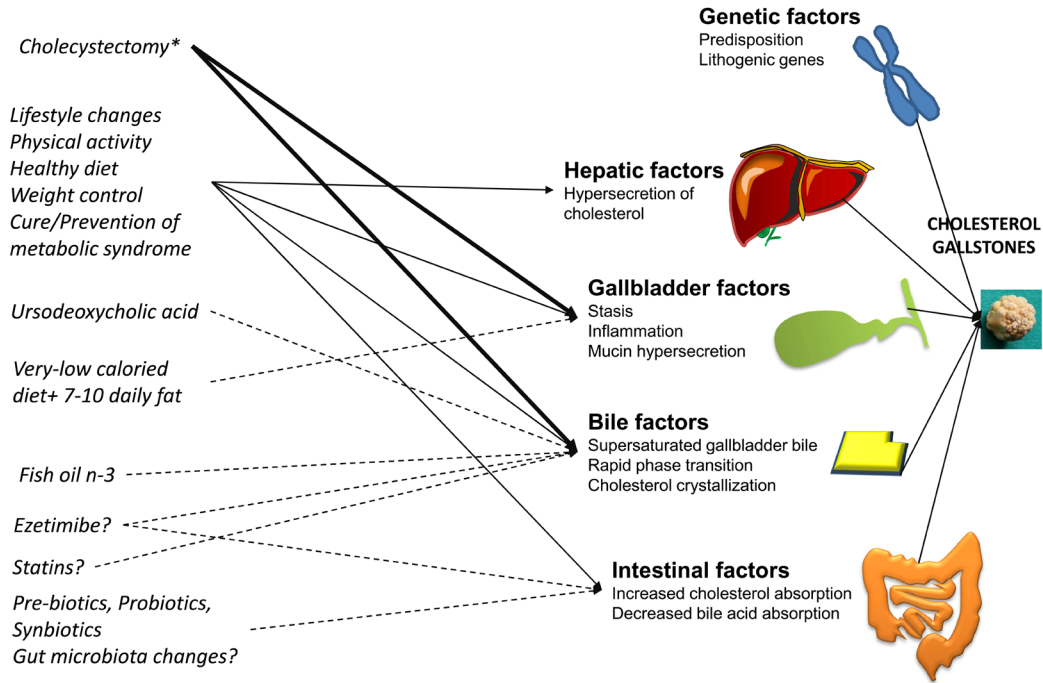 Cholecystectomy*
Lifestyle changes
Physical activity
Healthy diet
Weight control
Cure/Prevention of
metabolic syndrome
Ursodeoxycholic acid
Very-low caloried
diet+ 7-10 daily fat
Fish oil n-3
Ezetimibe?
Statins?
Pre-biotics, Probiotics,
Synbiotics
Gut microbiota changes?
Genetic factors
Predisposition
Lithogenic genes
Hepatic factors
Hypersecretion of
cholesterol
Gallbladder factors
Stasis
Inflammation
Mucin hypersecretion
Bile factors
Supersaturated gallbladder bile
Rapid phase transition
Cholesterol crystallization
Intestinal factors
Increased cholesterol absorption
Decreased bile acid absorption
CHOLESTEROL
GALLSTONES